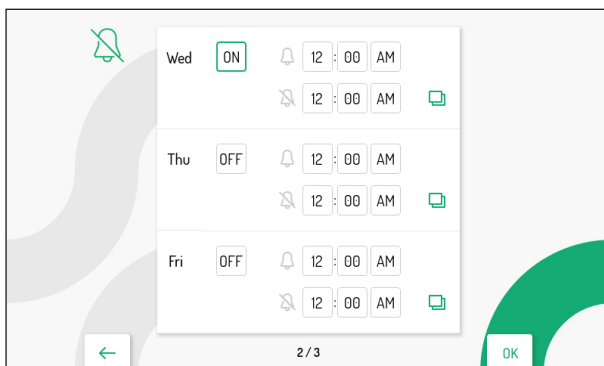 Wed ON 12 : 00 AM
12 : 00 AM
Thu OFF 12 : 00 AM
12 : 00 AM
Fri OFF 12 : 00 AM
12 : 00 AM
2/3 OK